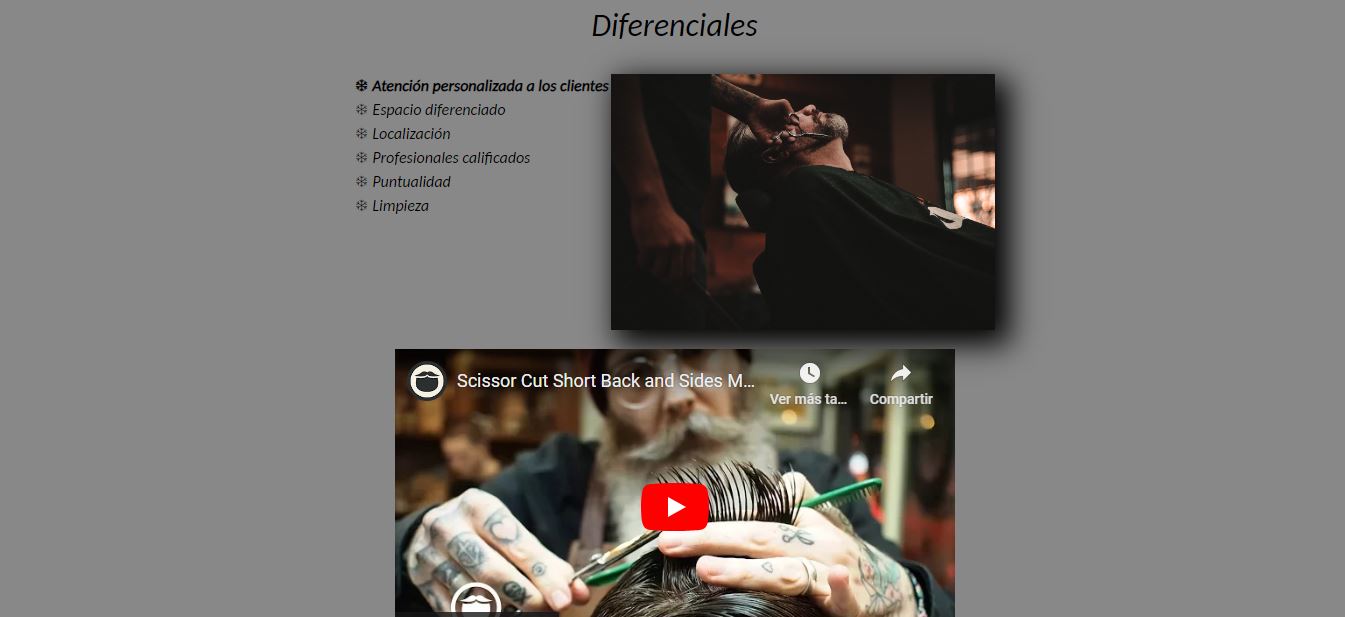 Diferenciales
❄ Atención personalizada a los clientes
❄ Espacio diferenciado
❄ Localización
❄ Profesionales calificados
❄ Puntualidad
❄ Limpieza
Scissor Cut Short Back and Sides M...
Ver más ta...
Compartir